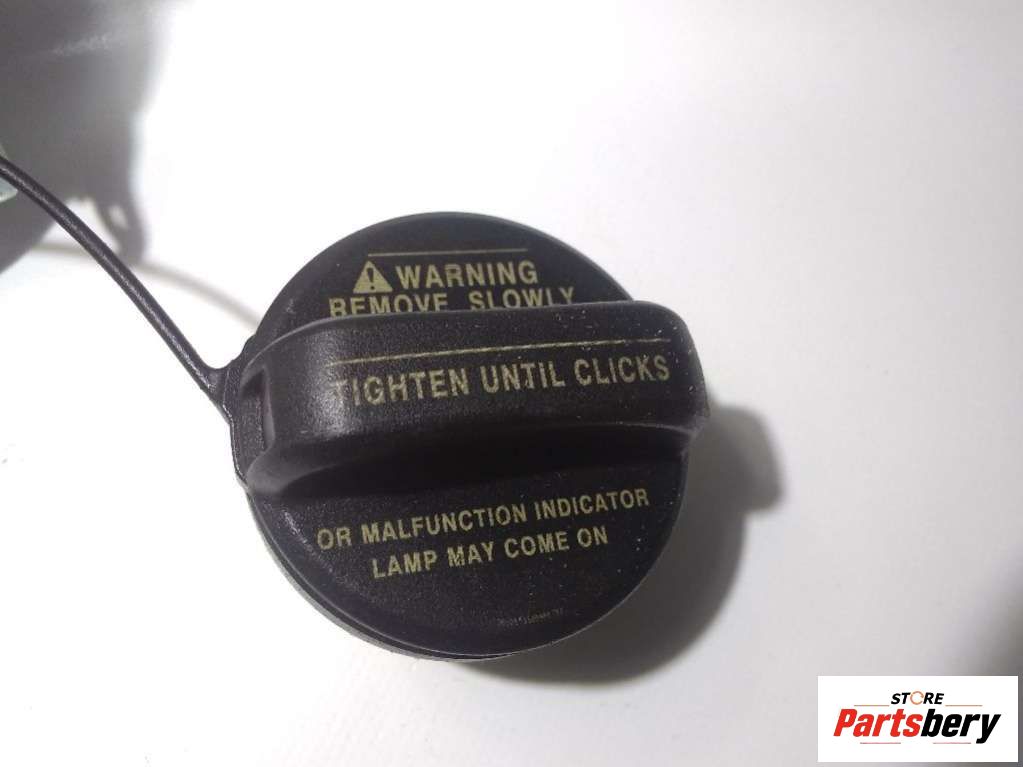 WARNING
REMOVE SLOWLY
TIGHTEN UNTIL CLICKS
OR MALFUNCTION INDICATOR
LAMP MAY COME ON
STORE
Partsbery